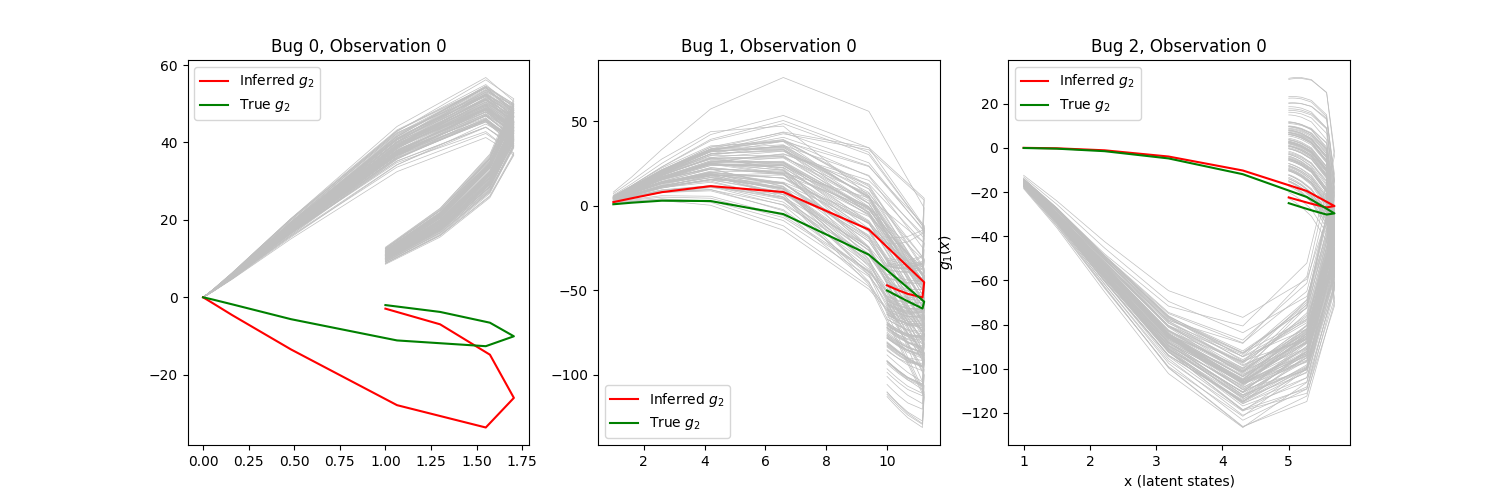 Bug 0, Observation 0
Inferred g₂
True g₂
60
40
20
0
−20
0.00 0.25 0.50 0.75 1.00 1.25 1.50 1.75
Bug 1, Observation 0
50
0
−50
−100
Inferred g₂
True g₂
2 4 6 8 10
Bug 2, Observation 0
Inferred g₂
True g₂
g₁(x)
20
0
−20
−40
−60
−80
−100
−120
1 2 3 4 5
x (latent states)